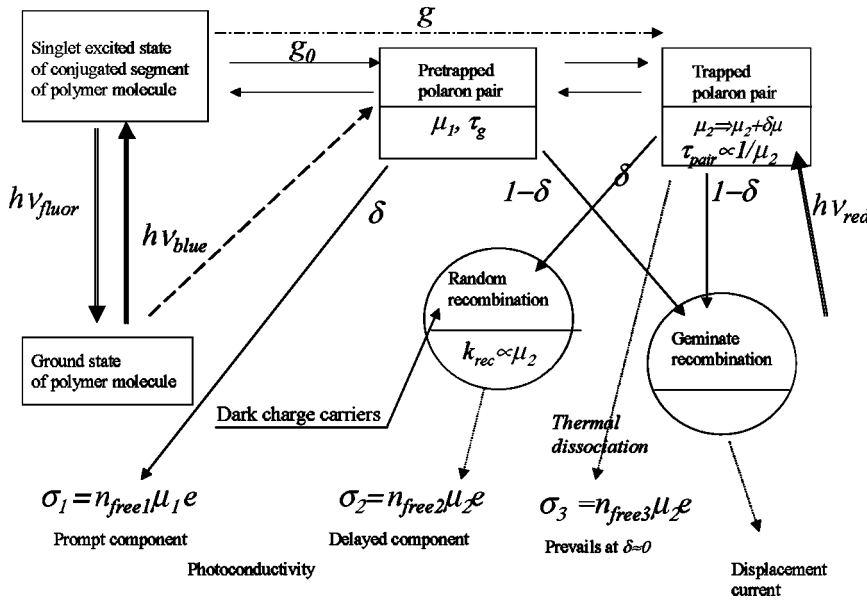 g
Singlet excited state
of conjugated segment
of polymer molecule
g₀
Pretrapped
polaron pair
μ₁, τg
Trapped
polaron pair
μ₂⇒μ₂+δμ
τpair∝1/μ₂
hνfluor
hνblue
δ
1-δ
δ
1-δ
hνred
Random
recombination
krec∝μ₂
Geminate
recombination
Ground state
of polymer molecule
Dark charge carriers
Thermal
dissociation
σ₁=nfree1μ₁e
σ₂=nfree2μ₂e
σ₃ =nfree3μ₂e
Prompt component
Delayed component
Prevails at δ≈0
Photoconductivity
Displacement
current